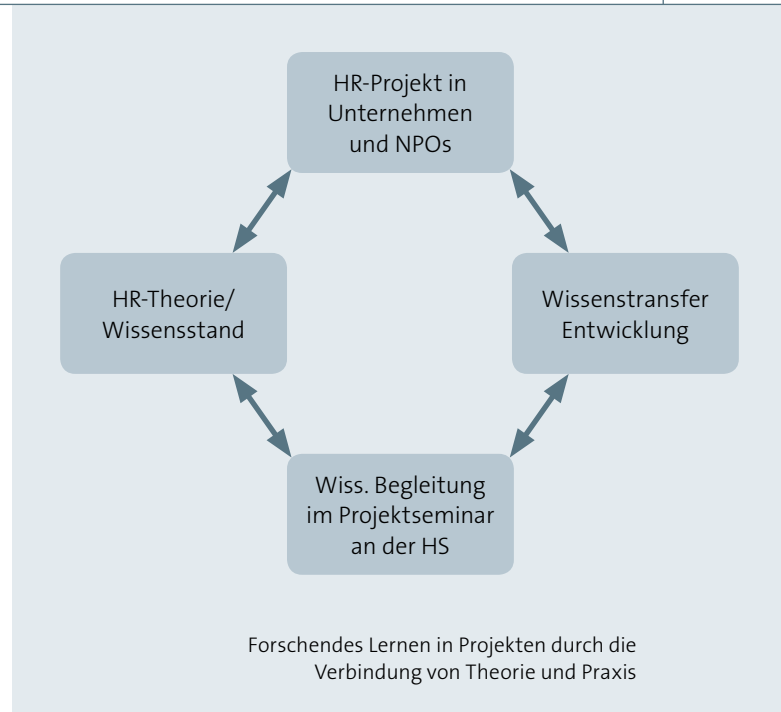 HR-Projekt in
Unternehmen
und NPOs
HR-Theorie/
Wissensstand
Wissenstransfer
Entwicklung
Wiss. Begleitung
im Projektseminar
an der HS
Forschendes Lernen in Projekten durch die
Verbindung von Theorie und Praxis